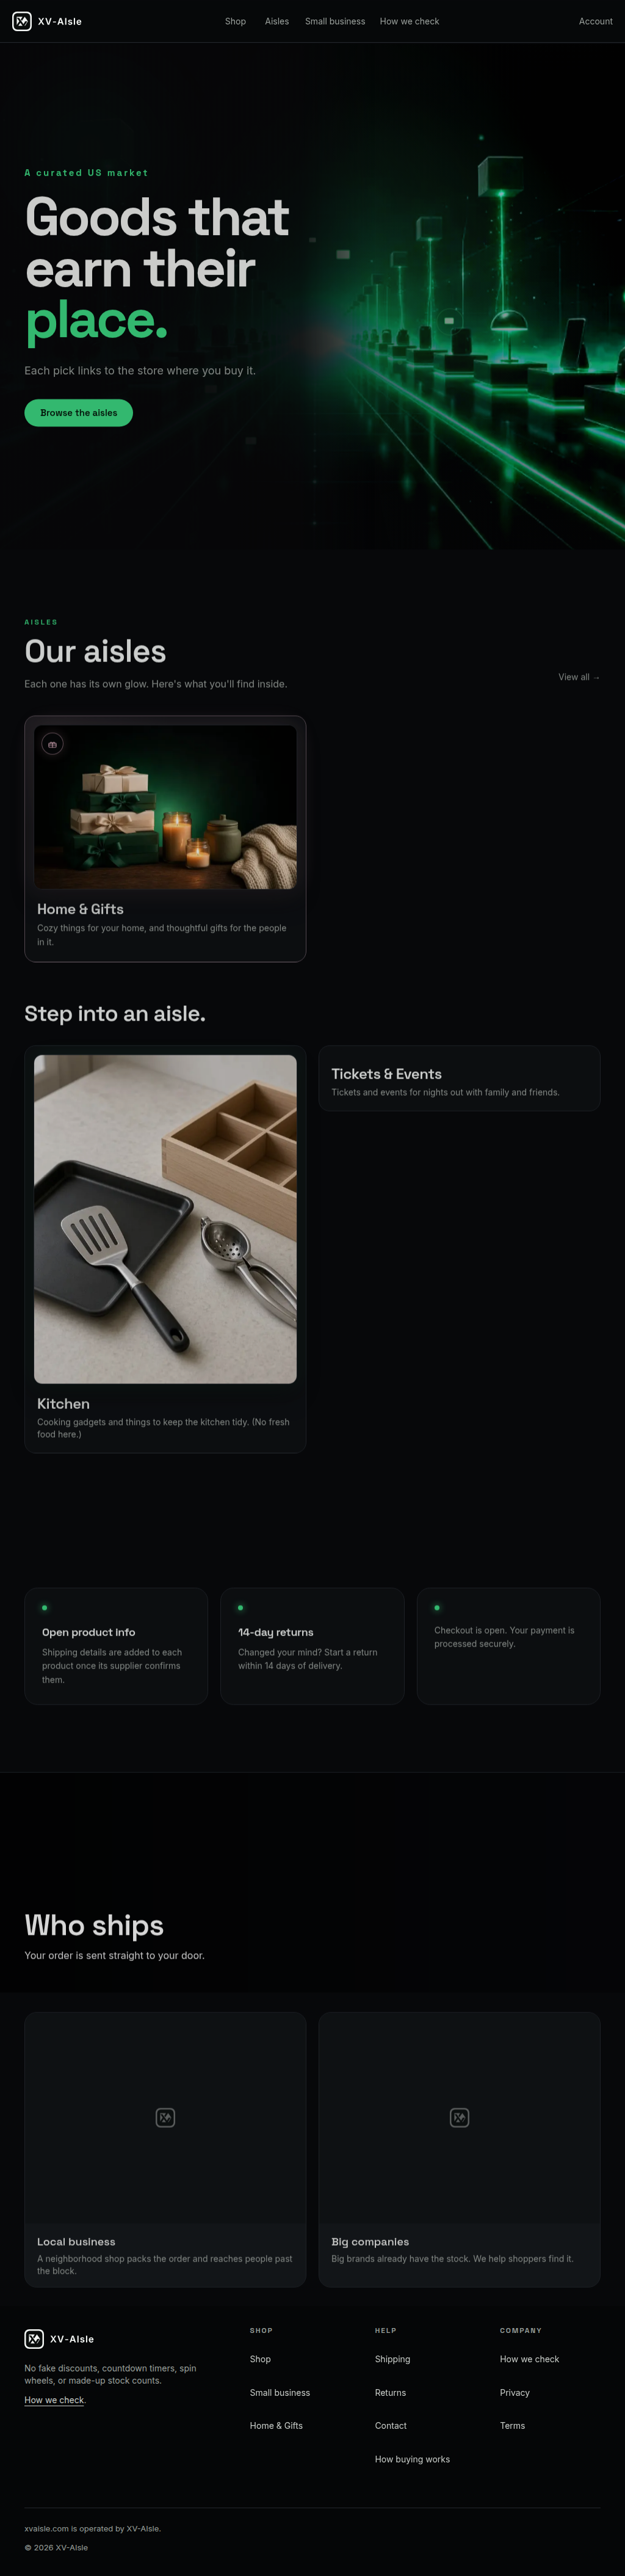 XV-AIsle
Shop
Aisles
Small business
How we check
Account
A curated US market
Goods that
earn their
place.
Each pick links to the store where you buy it.
Browse the aisles
AISLES
Our aisles
Each one has its own glow. Here's what you'll find inside.
View all →
Home & Gifts
Cozy things for your home, and thoughtful gifts for the people
in it.
Step into an aisle.
Kitchen
Cooking gadgets and things to keep the kitchen tidy. (No fresh
food here.)
Tickets & Events
Tickets and events for nights out with family and friends.
Open product info
Shipping details are added to each
product once its supplier confirms
them.
14-day returns
Changed your mind? Start a return
within 14 days of delivery.
Checkout is open. Your payment is
processed securely.
Who ships
Your order is sent straight to your door.
Local business
A neighborhood shop packs the order and reaches people past
the block.
Big companies
Big brands already have the stock. We help shoppers find it.
XV-AIsle
No fake discounts, countdown timers, spin
wheels, or made-up stock counts.
How we check.
SHOP
Shop
Small business
Home & Gifts
HELP
Shipping
Returns
Contact
How buying works
COMPANY
How we check
Privacy
Terms
xvaisle.com is operated by XV-AIsle.
© 2026 XV-AIsle